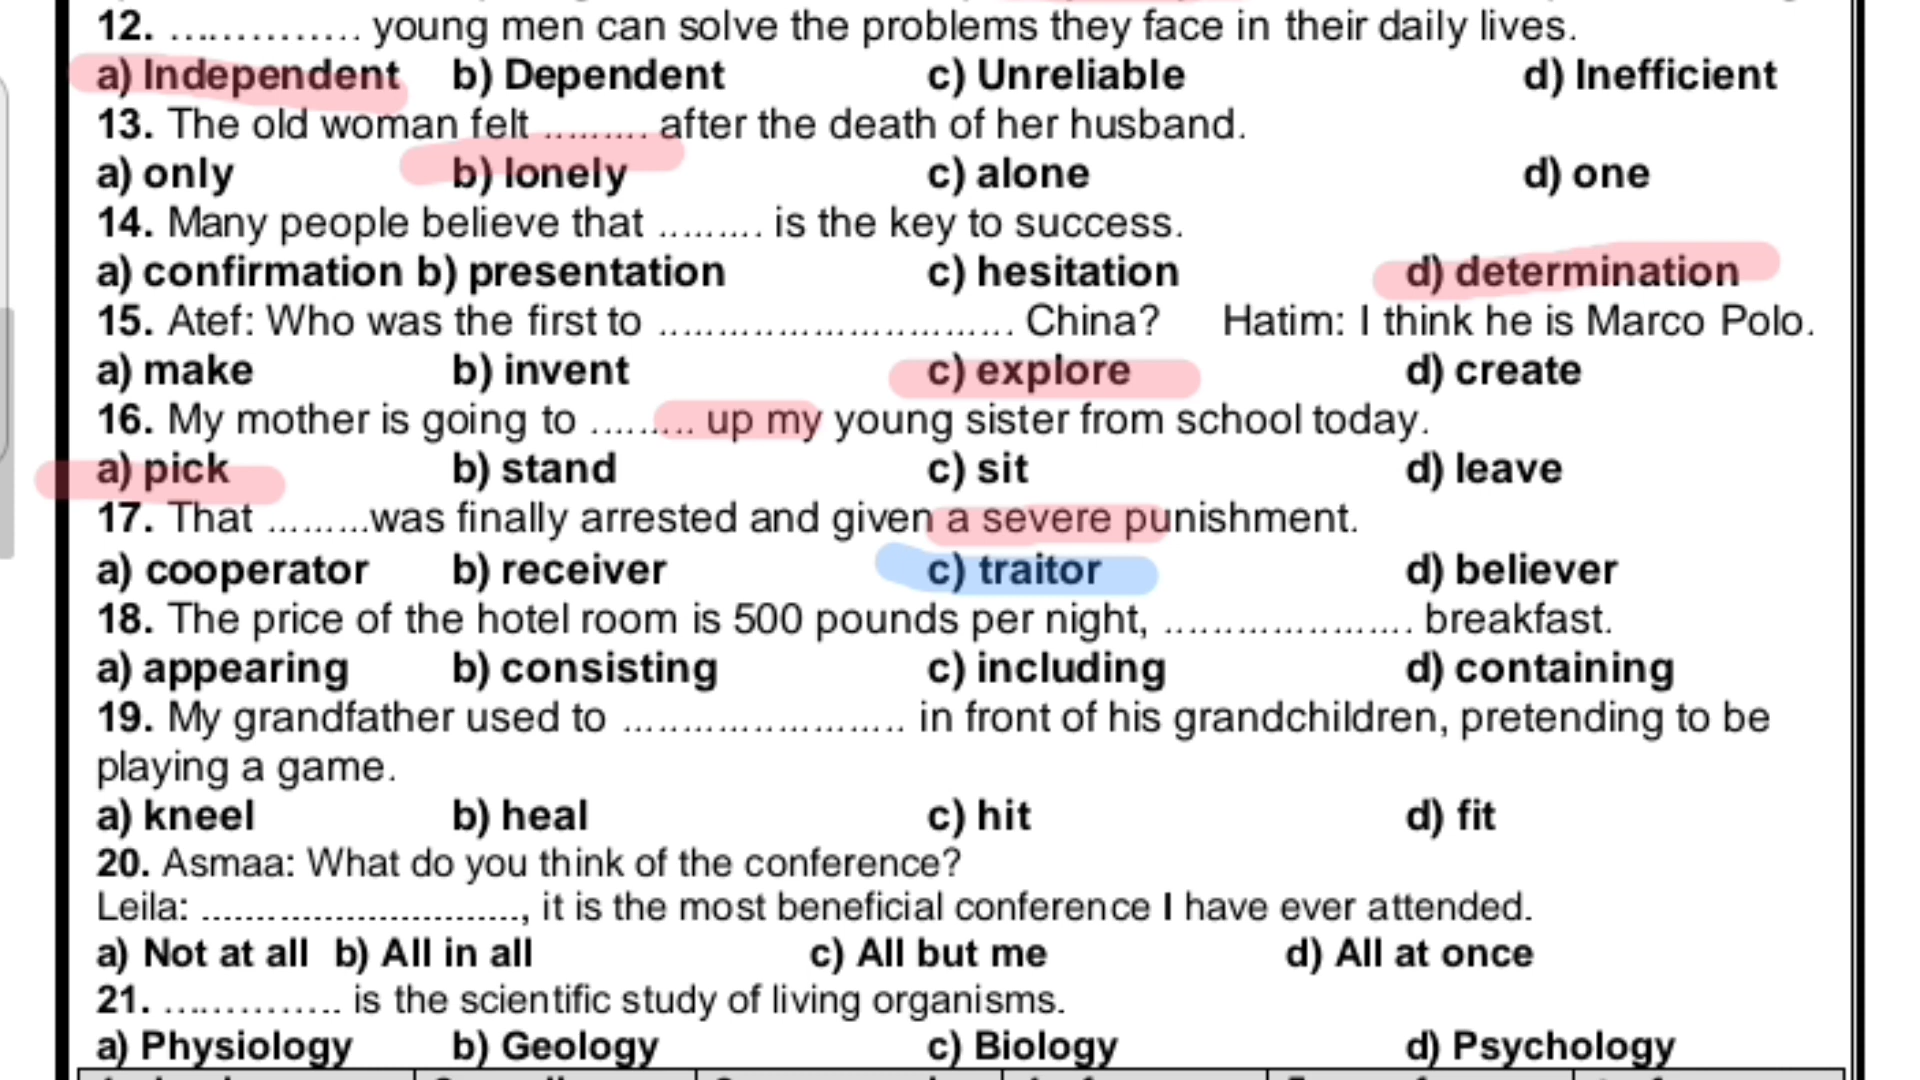 12. .............. young men can solve the problems they face in their daily lives.
a) Independent b) Dependent c) Unreliable d) Inefficient
13. The old woman felt ......... after the death of her husband.
a) only b) lonely c) alone d) one
14. Many people believe that ......... is the key to success.
a) confirmation b) presentation c) hesitation d) determination
15. Atef: Who was the first to .............................. China? Hatim: I think he is Marco Polo.
a) make b) invent c) explore d) create
16. My mother is going to ......... up my young sister from school today.
a) pick b) stand c) sit d) leave
17. That .........was finally arrested and given a severe punishment.
a) cooperator b) receiver c) traitor d) believer
18. The price of the hotel room is 500 pounds per night, ..................... breakfast.
a) appearing b) consisting c) including d) containing
19. My grandfather used to ........................ in front of his grandchildren, pretending to be
playing a game.
a) kneel b) heal c) hit d) fit
20. Asmaa: What do you think of the conference?
Leila: ............................, it is the most beneficial conference I have ever attended.
a) Not at all b) All in all c) All but me d) All at once
21. ............... is the scientific study of living organisms.
a) Physiology b) Geology c) Biology d) Psychology